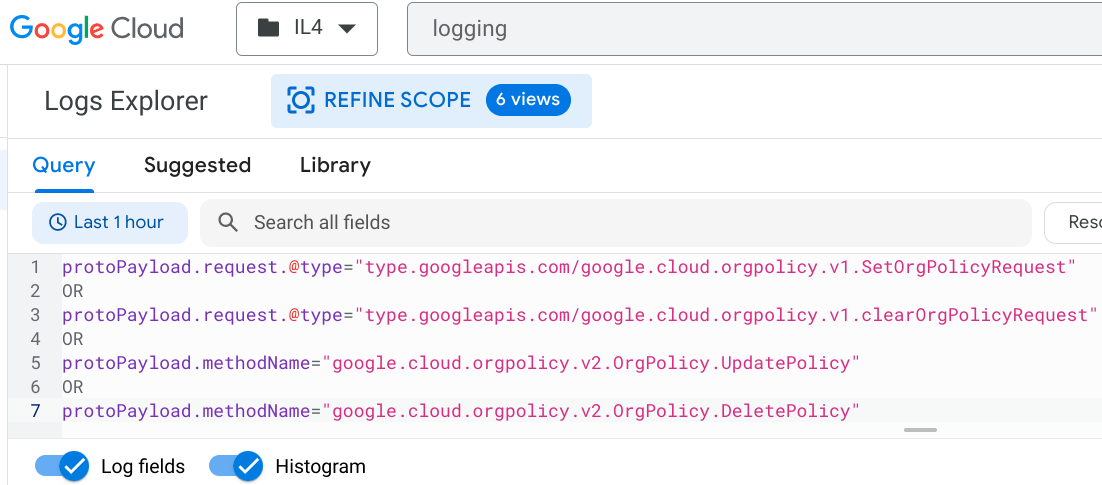 Google Cloud IL4 logging
Logs Explorer REFINE SCOPE 6 views
Query Suggested Library
Last 1 hour Search all fields
1 protoPayload.request.@type="type.googleapis.com/google.cloud.orgpolicy.v1.SetOrgPolicyRequest"
2 OR
3 protoPayload.request.@type="type.googleapis.com/google.cloud.orgpolicy.v1.clearOrgPolicyRequest"
4 OR
5 protoPayload.methodName="google.cloud.orgpolicy.v2.OrgPolicy.UpdatePolicy"
6 OR
7 protoPayload.methodName="google.cloud.orgpolicy.v2.OrgPolicy.DeletePolicy"
Log fields Histogram